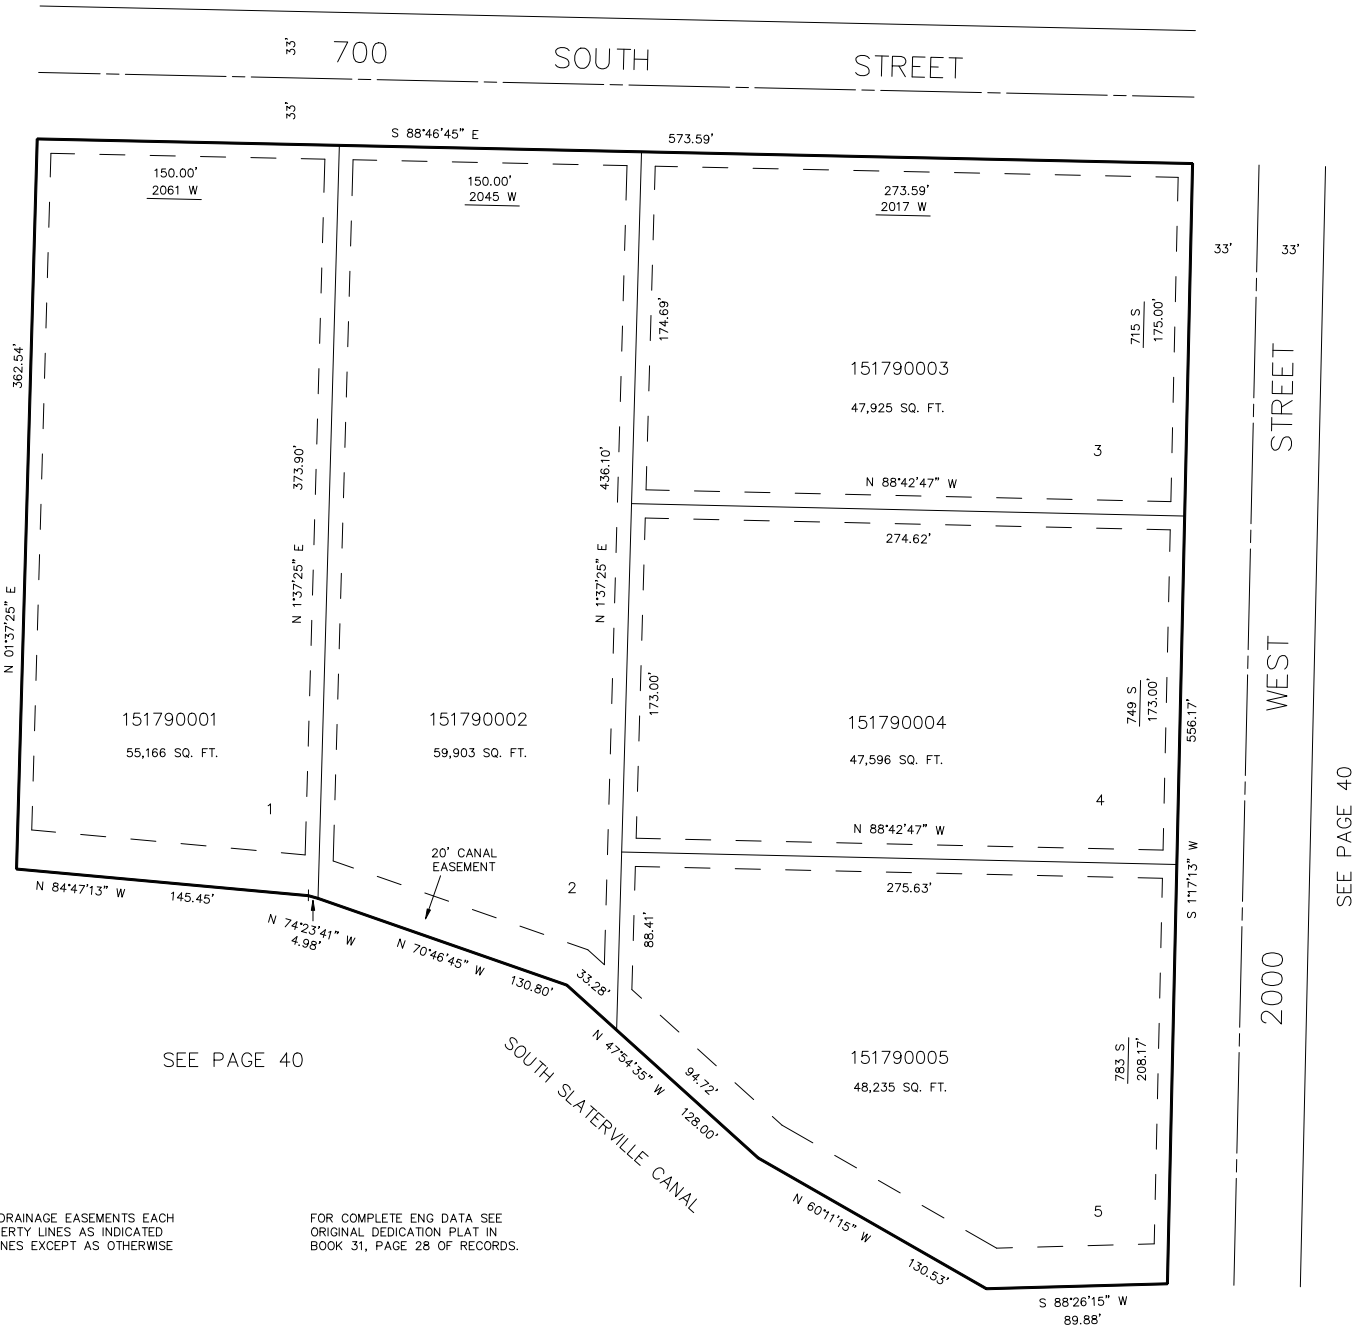 33'
700 SOUTH STREET
33'
S 88°46'45" E
573.59'
150.00'
2061 W
150.00'
2045 W
273.59'
2017 W
33'
33'
362.54'
N 01°37'25" E
373.90'
N 1°37'25" E
436.10'
N 1°37'25" E
174.69'
715 S
175.00'
151790003
47,925 SQ. FT.
3
N 88°42'47" W
274.62'
173.00'
749 S
173.00'
556.17'
S 1°17'13" W
2000 WEST STREET
SEE PAGE 40
151790001
55,166 SQ. FT.
1
151790002
59,903 SQ. FT.
2
151790004
47,596 SQ. FT.
4
N 88°42'47" W
275.63'
88.41'
20' CANAL
EASEMENT
N 84°47'13" W
145.45'
N 74°23'41" W
4.98'
N 70°46'45" W
130.80'
33.28'
N 47°54'35" W
94.72'
128.00'
SOUTH SLATERVILLE CANAL
151790005
48,235 SQ. FT.
783 S
208.17'
5
N 60°11'15" W
130.53'
S 88°26'15" W
89.88'
SEE PAGE 40
DRAINAGE EASEMENTS EACH
ERTY LINES AS INDICATED
NES EXCEPT AS OTHERWISE
FOR COMPLETE ENG DATA SEE
ORIGINAL DEDICATION PLAT IN
BOOK 31, PAGE 28 OF RECORDS.